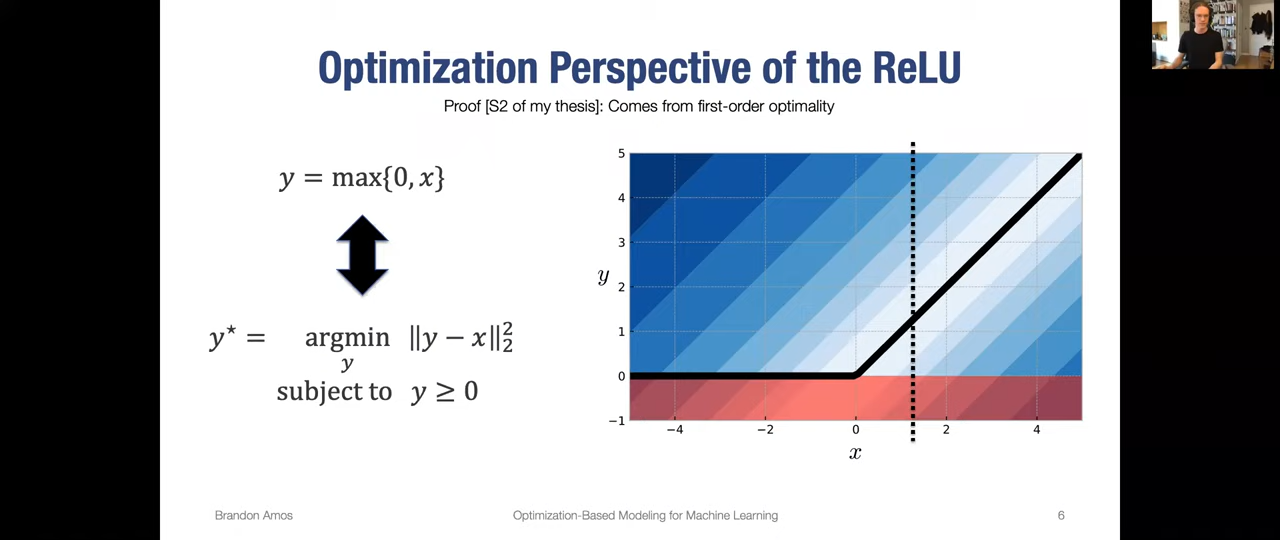 Optimization Perspective of the ReLU
Proof [S2 of my thesis]: Comes from first-order optimality
y = max{0, x}
y⋆ = argmin ‖y − x‖₂²
y
subject to y ≥ 0
5
4
3
y
2
1
0
−1
−4 −2 0 2 4
x
Brandon Amos Optimization-Based Modeling for Machine Learning 6